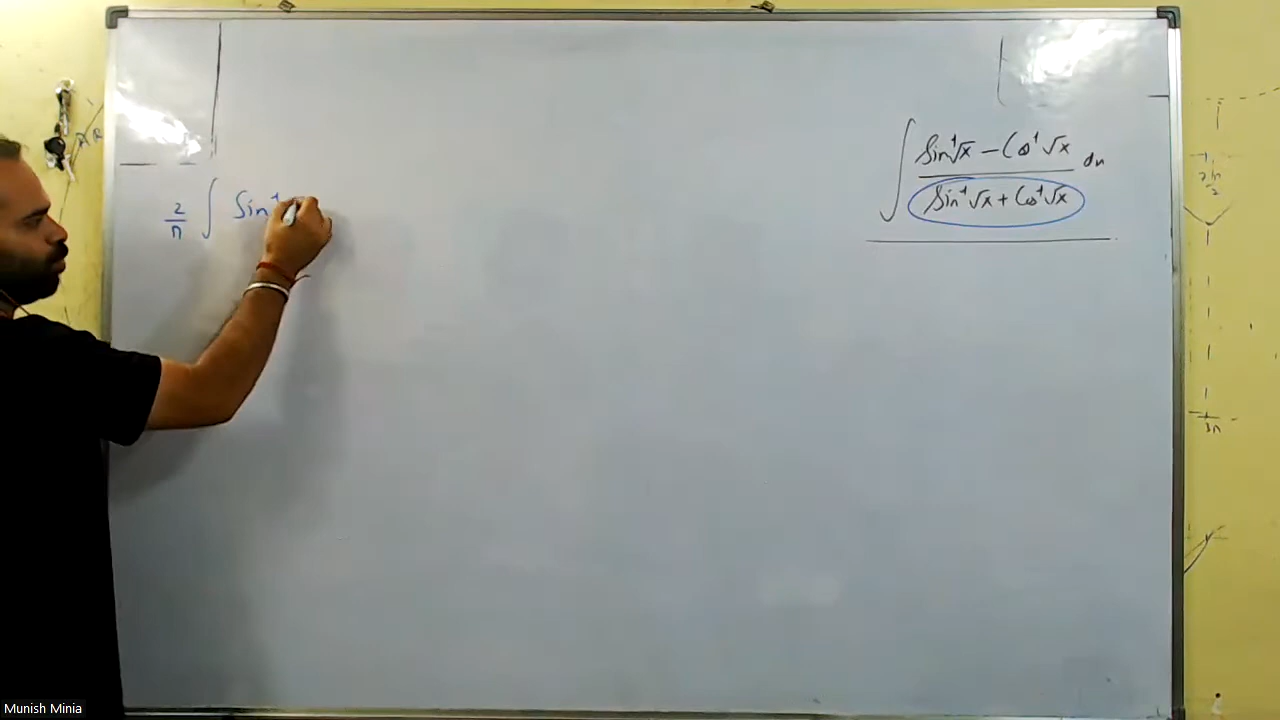 ∫ Sin⁻¹√x − Cos⁻¹√x dx
Sin⁻¹√x + Cos⁻¹√x
2/π ∫ Sin⁻¹
Munish Minia